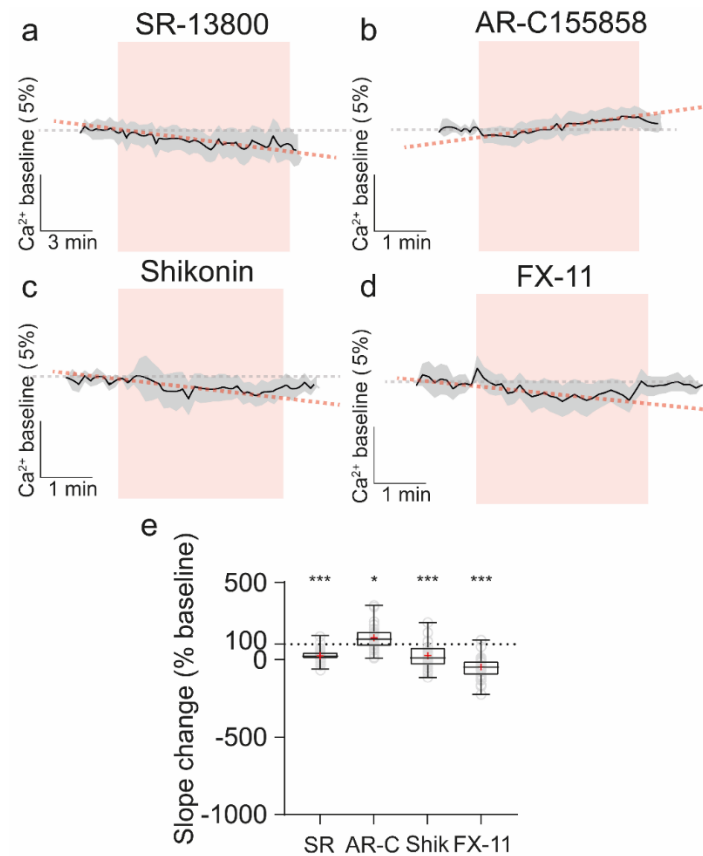 a
SR-13800
Ca²⁺ baseline ( 5%)
3 min
b
AR-C155858
Ca²⁺ baseline ( 5%)
1 min
c
Shikonin
Ca²⁺ baseline ( 5%)
1 min
d
FX-11
Ca²⁺ baseline ( 5%)
1 min
e
Slope change (% baseline)
500
100
0
-500
-1000
*** * *** ***
SR AR-C Shik FX-11